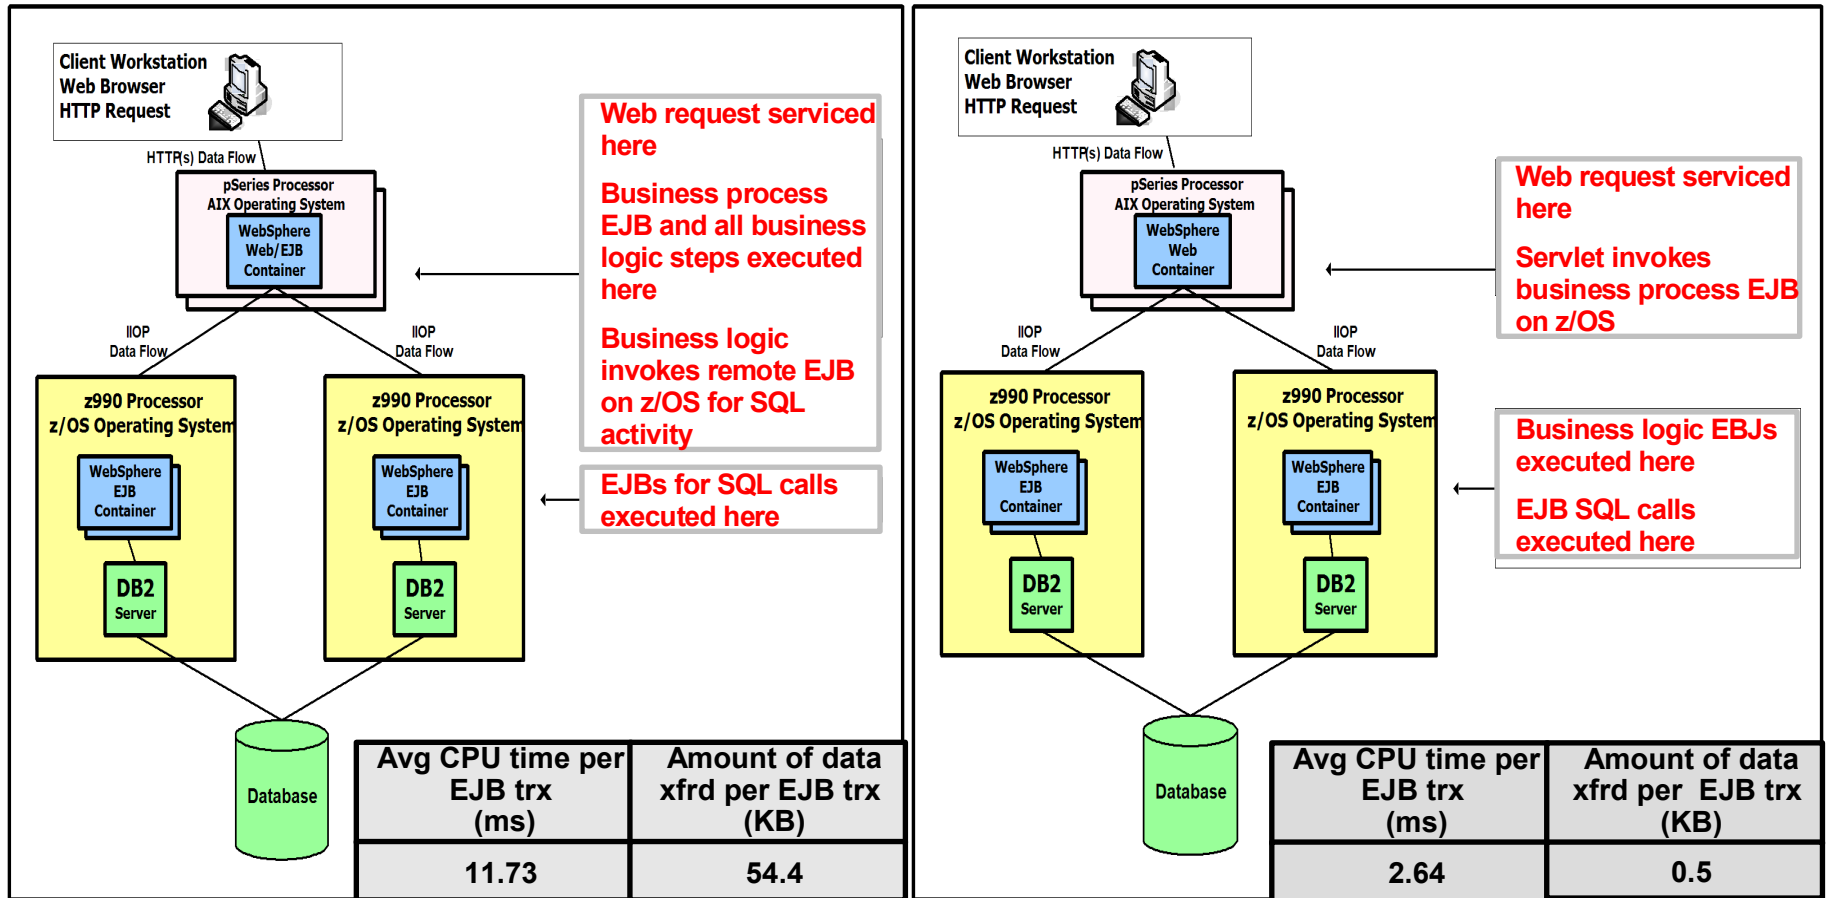 Client Workstation
Web Browser
HTTP Request
HTTP(s) Data Flow
pSeries Processor
AIX Operating System
WebSphere
Web/EJB
Container
Web request serviced
here
Business process
EJB and all business
logic steps executed
here
Business logic
invokes remote EJB
on z/OS for SQL
activity
IIOP
Data Flow
IIOP
Data Flow
z990 Processor
z/OS Operating System
WebSphere
EJB
Container
DB2
Server
z990 Processor
z/OS Operating System
WebSphere
EJB
Container
DB2
Server
EJBs for SQL calls
executed here
Database
Avg CPU time per
EJB trx
(ms)
Amount of data
xfrd per EJB trx
(KB)
11.73
54.4
Client Workstation
Web Browser
HTTP Request
HTTP(s) Data Flow
pSeries Processor
AIX Operating System
WebSphere
Web
Container
Web request serviced
here
Servlet invokes
business process EJB
on z/OS
IIOP
Data Flow
IIOP
Data Flow
z990 Processor
z/OS Operating System
WebSphere
EJB
Container
DB2
Server
z990 Processor
z/OS Operating System
WebSphere
EJB
Container
DB2
Server
Business logic EBJs
executed here
EJB SQL calls
executed here
Database
Avg CPU time per
EJB trx
(ms)
Amount of data
xfrd per EJB trx
(KB)
2.64
0.5